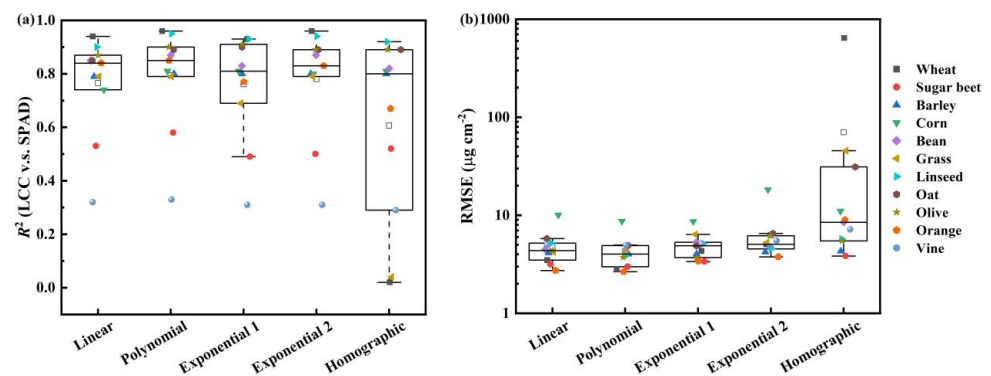 (a)
1.0
0.8
0.6
0.4
0.2
0.0
R² (LCC v.s. SPAD)
Linear
Polynomial
Exponential 1
Exponential 2
Homographic
(b)
1000
100
10
1
RMSE (μg cm⁻²)
Linear
Polynomial
Exponential 1
Exponential 2
Homographic
Wheat
Sugar beet
Barley
Corn
Bean
Grass
Linseed
Oat
Olive
Orange
Vine